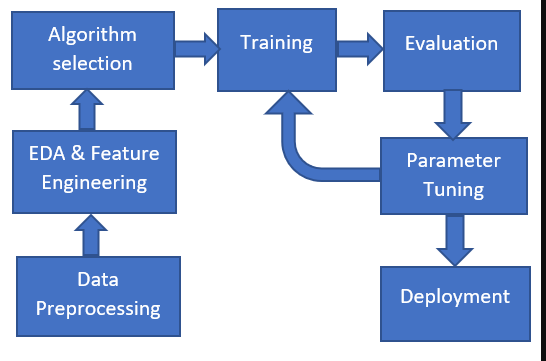 Algorithm
selection
Training
Evaluation
EDA & Feature
Engineering
Parameter
Tuning
Data
Preprocessing
Deployment